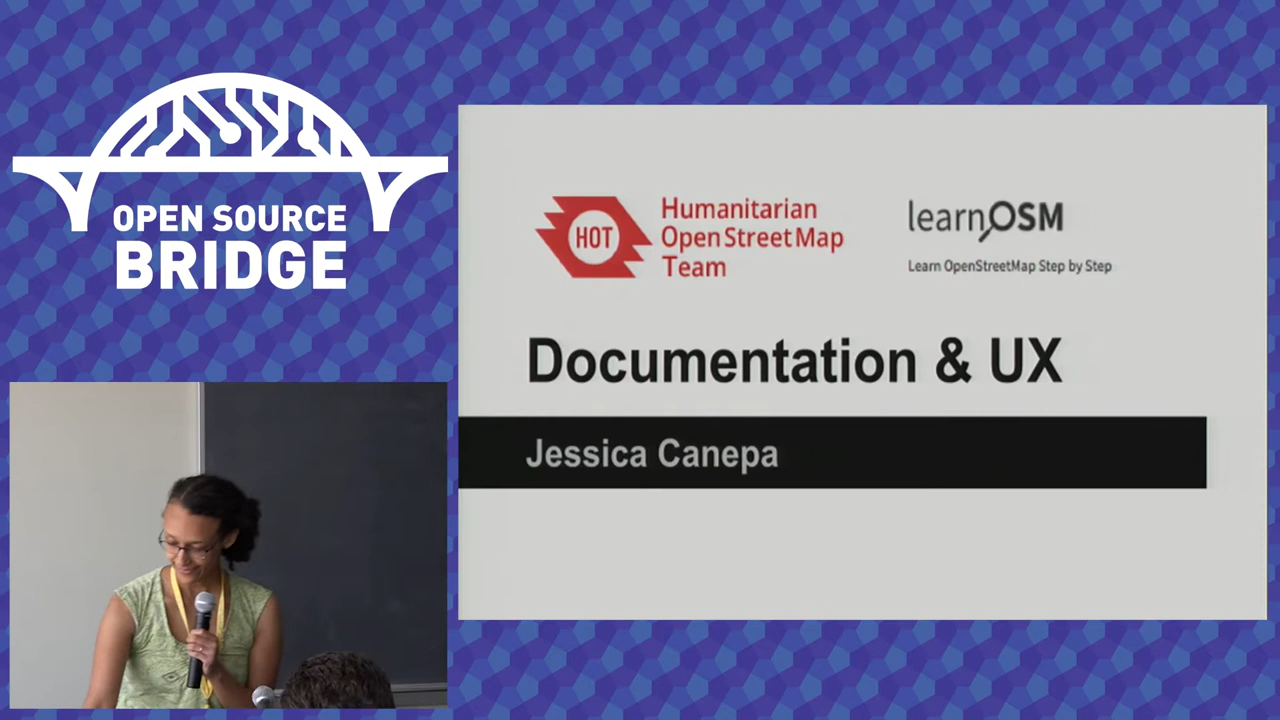 OPEN SOURCE
BRIDGE
HOT
Humanitarian
OpenStreetMap
Team
learnOSM
Learn OpenStreetMap Step by Step
Documentation & UX
Jessica Canepa